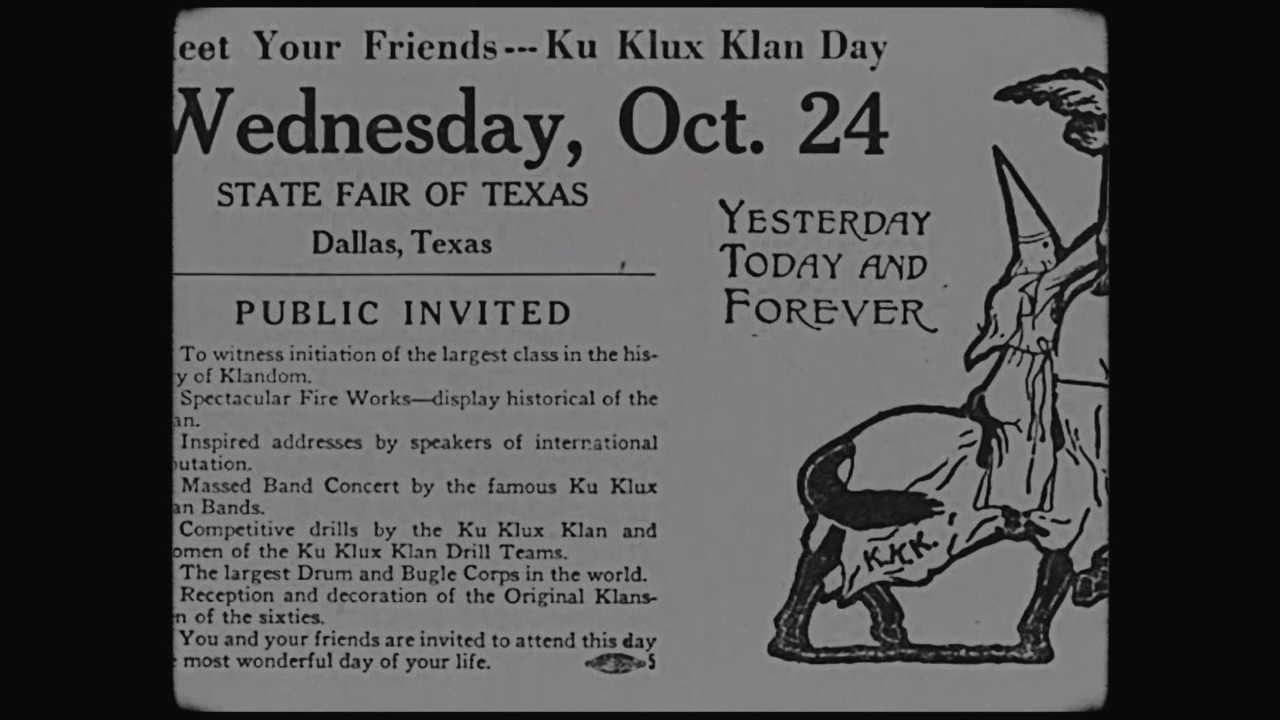 eet Your Friends --- Ku Klux Klan Day
Wednesday, Oct. 24
STATE FAIR OF TEXAS
Dallas, Texas
YESTERDAY
TODAY AND
FOREVER
PUBLIC INVITED
To witness initiation of the largest class in the his-
y of Klandom.
Spectacular Fire Works—display historical of the
an.
Inspired addresses by speakers of international
putation.
Massed Band Concert by the famous Ku Klux
an Bands.
Competitive drills by the Ku Klux Klan and
omen of the Ku Klux Klan Drill Teams.
The largest Drum and Bugle Corps in the world.
Reception and decoration of the Original Klans-
n of the sixties.
You and your friends are invited to attend this day
most wonderful day of your life.
5
K.K.K.